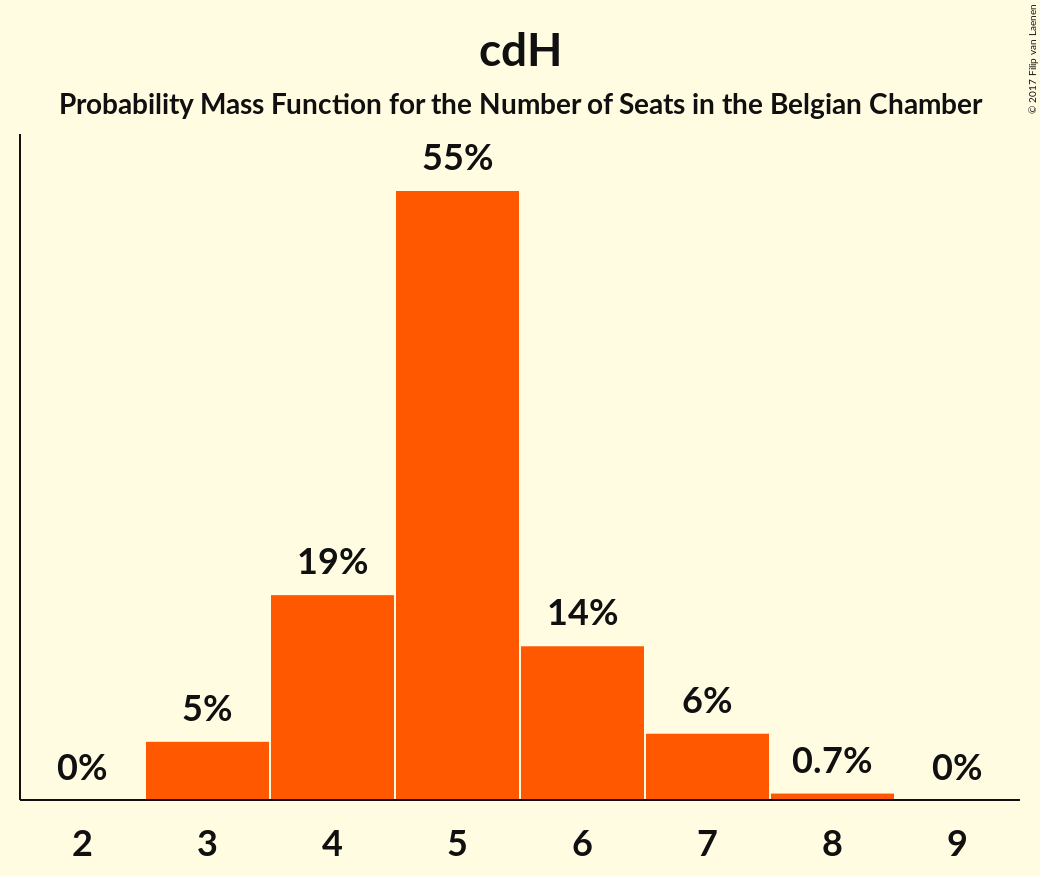 cdH
Probability Mass Function for the Number of Seats in the Belgian Chamber
© 2017 Filip van Laenen
55%
19%
14%
5%
6%
0.7%
0%
0%
2 3 4 5 6 7 8 9